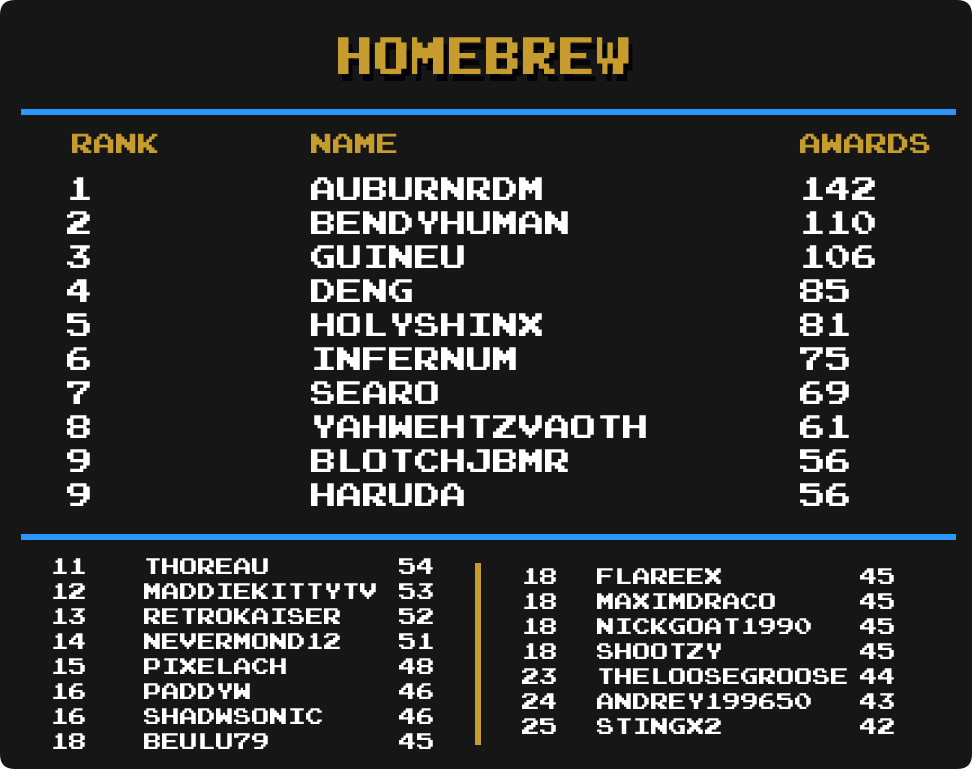 HOMEBREW
RANK NAME AWARDS
1 AUBURNRDM 142
2 BENDYHUMAN 110
3 GUINEU 106
4 DENG 85
5 HOLYSHINX 81
6 INFERNUM 75
7 SEARO 69
8 YAHWEHTZVAOTH 61
9 BLOTCHJBMR 56
9 HARUDA 56
11 THOREAU 54
12 MADDIEKITTYTV 53
13 RETROKAISER 52
14 NEVERMOND12 51
15 PIXELACH 48
16 PADDYW 46
16 SHADWSONIC 46
18 BEULU79 45
18 FLAREEX 45
18 MAXIMDRACO 45
18 NICKGOAT1990 45
18 SHOOTZY 45
23 THELOOSEGROOSE 44
24 ANDREY199650 43
25 STINGX2 42